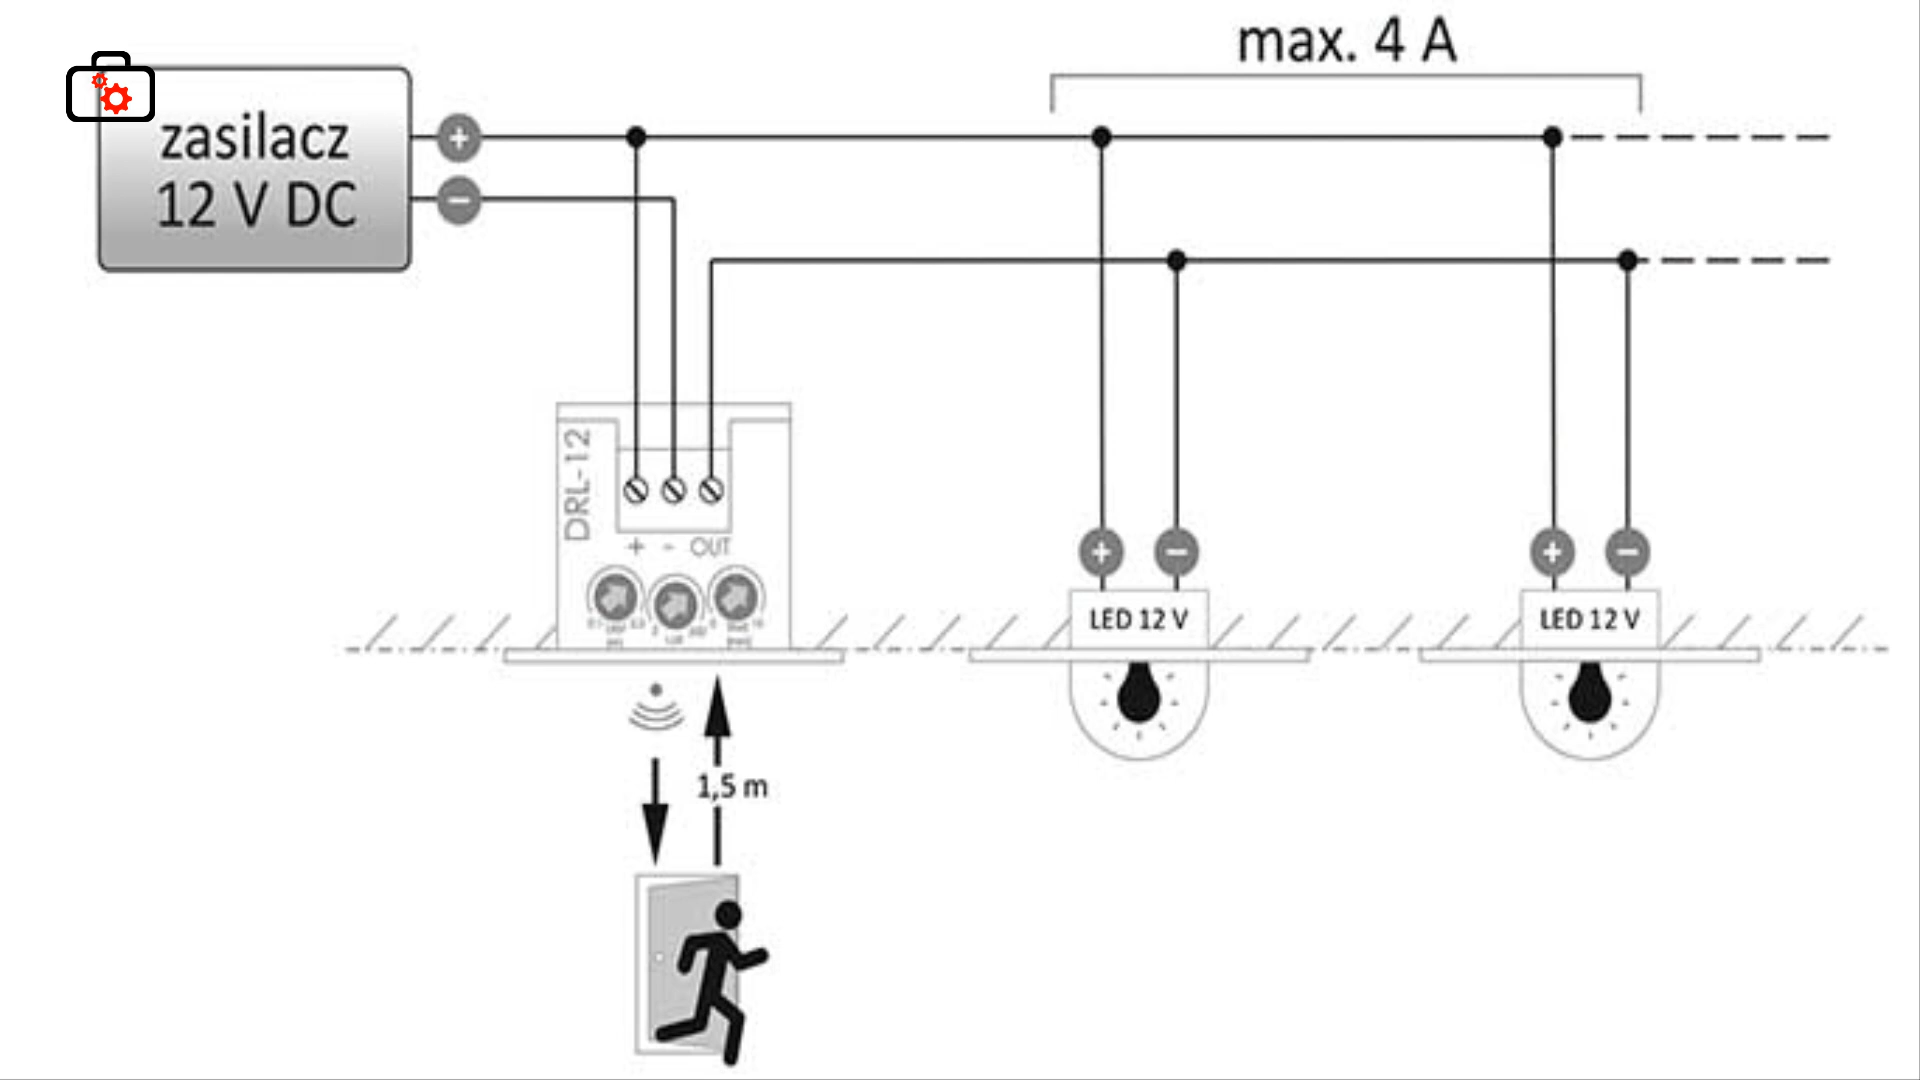 max. 4 A
zasilacz
12 V DC
DRL-12
+ - OUT
LED 12 V
LED 12 V
1,5 m